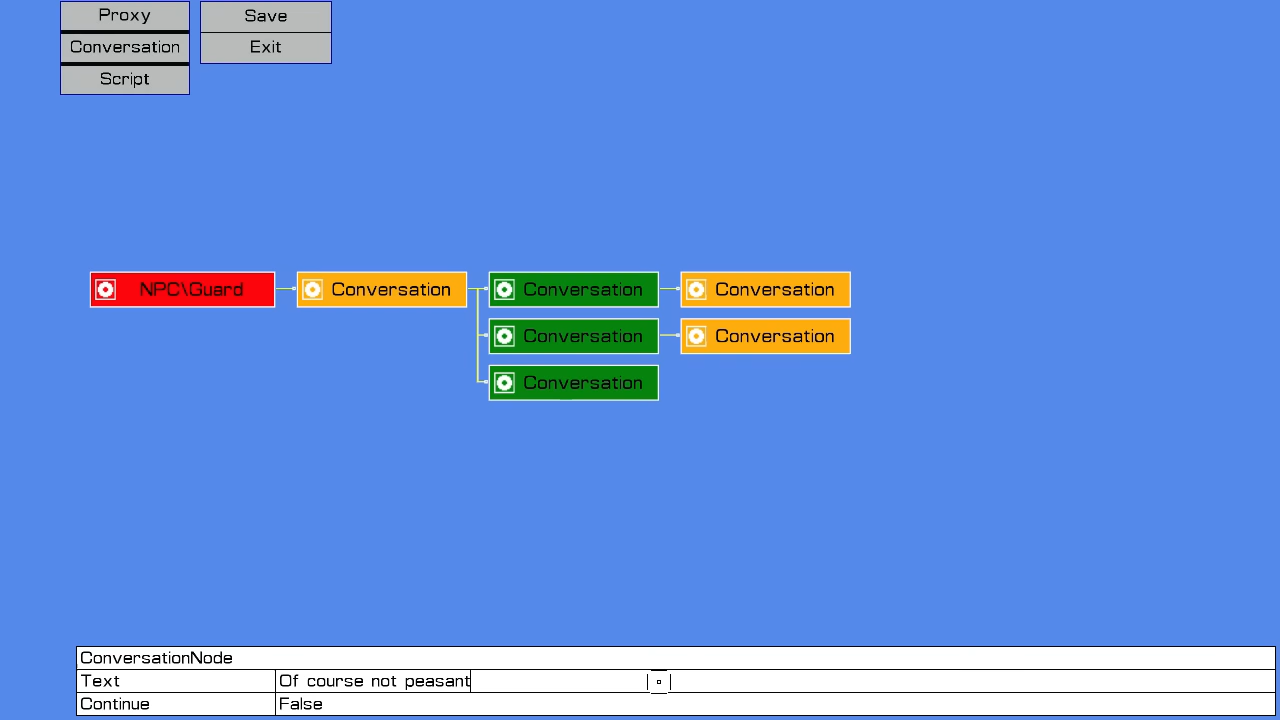 Proxy
Save
Conversation
Exit
Script
NPC\Guard
Conversation
Conversation
Conversation
Conversation
Conversation
Conversation
ConversationNode
Text
Of course not peasant
Continue
False